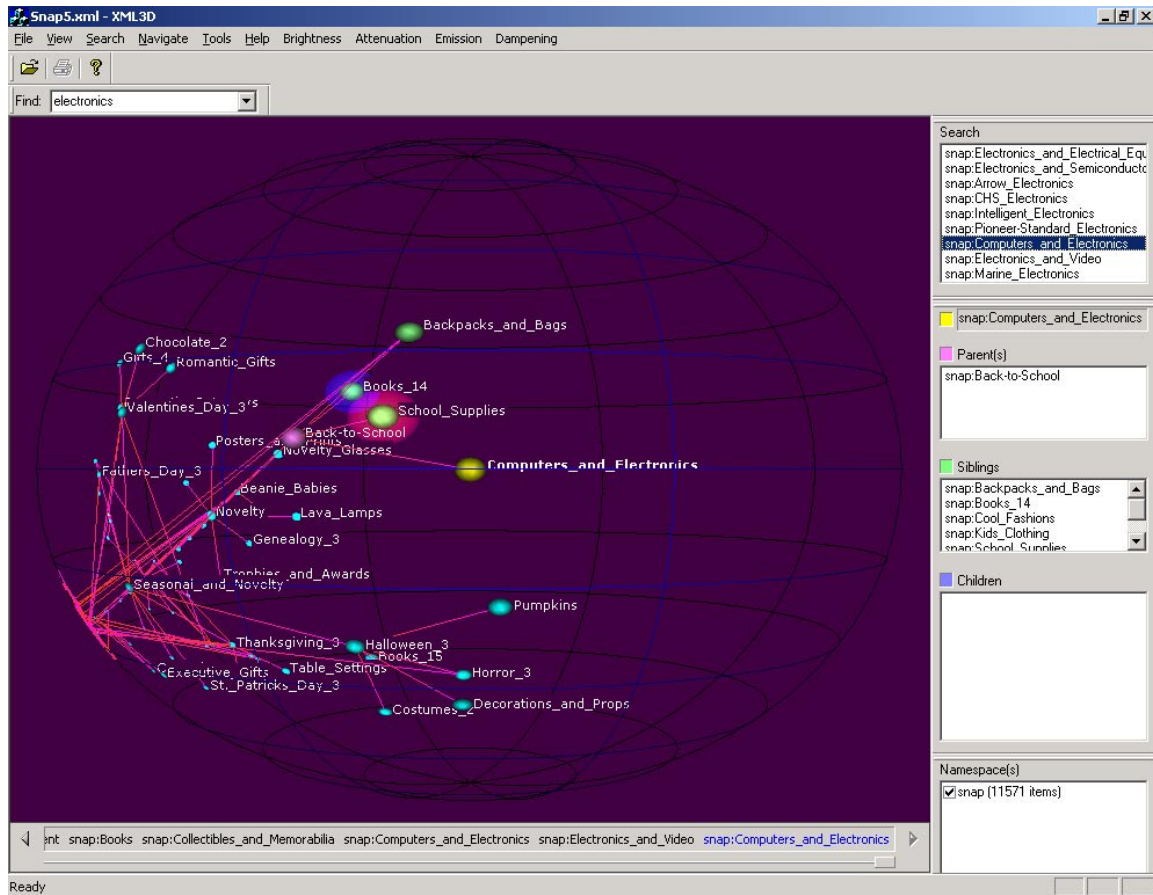 Snap5.xml - XML3D
File View Search Navigate Tools Help Brightness Attenuation Emission Dampening
Find: electronics
Search
snap:Electronics_and_Electrical_Equ
snap:Electronics_and_Semiconducto
snap:Arrow_Electronics
snap:CHS_Electronics
snap:Intelligent_Electronics
snap:Pioneer-Standard_Electronics
snap:Computers_and_Electronics
snap:Electronics_and_Video
snap:Marine_Electronics
snap:Computers_and_Electronics
Parent(s)
snap:Back-to-School
Siblings
snap:Backpacks_and_Bags
snap:Books_14
snap:Cool_Fashions
snap:Kids_Clothing
snap:School_Supplies
Children
Namespace(s)
snap (11571 items)
Backpacks_and_Bags
Chocolate_2
Gifts_4
Romantic_Gifts
Books_14
Valentines_Day_3
School_Supplies
Back-to-School
Novelty_Glasses
Computers_and_Electronics
Fathers_Day_3
Beanie_Babies
Novelty
Lava_Lamps
Genealogy_3
Trophies_and_Awards
Seasonal_and_Novelty
Pumpkins
Thanksgiving_3
Halloween_3
Books_15
Executive_Gifts
Table_Settings
Horror_3
St._Patricks_Day_3
Costumes_2
Decorations_and_Props
ent snap:Books snap:Collectibles_and_Memorabilia snap:Computers_and_Electronics snap:Electronics_and_Video snap:Computers_and_Electronics
Ready